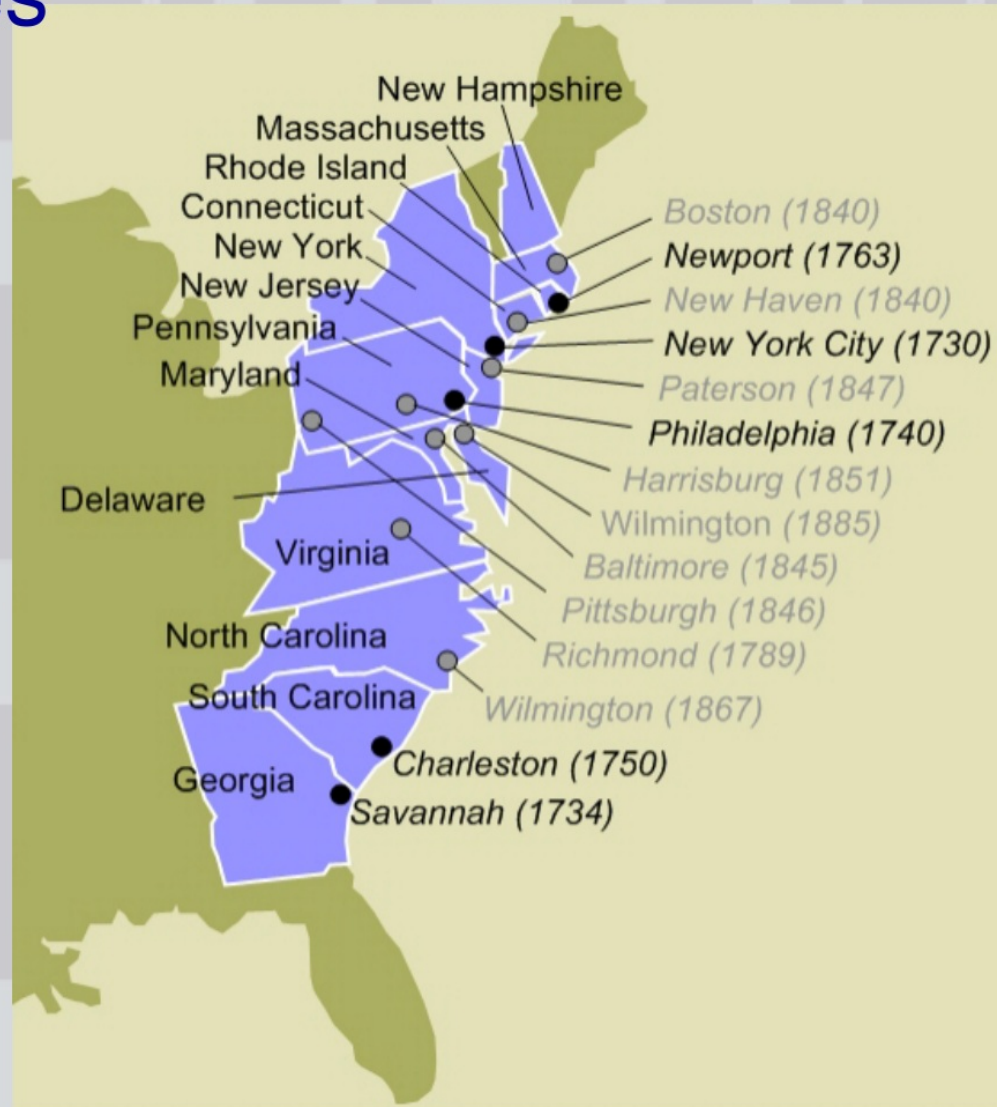 New Hampshire
Massachusetts
Rhode Island
Connecticut
New York
New Jersey
Pennsylvania
Maryland
Delaware
Virginia
North Carolina
South Carolina
Georgia
Boston (1840)
Newport (1763)
New Haven (1840)
New York City (1730)
Paterson (1847)
Philadelphia (1740)
Harrisburg (1851)
Wilmington (1885)
Baltimore (1845)
Pittsburgh (1846)
Richmond (1789)
Wilmington (1867)
Charleston (1750)
Savannah (1734)